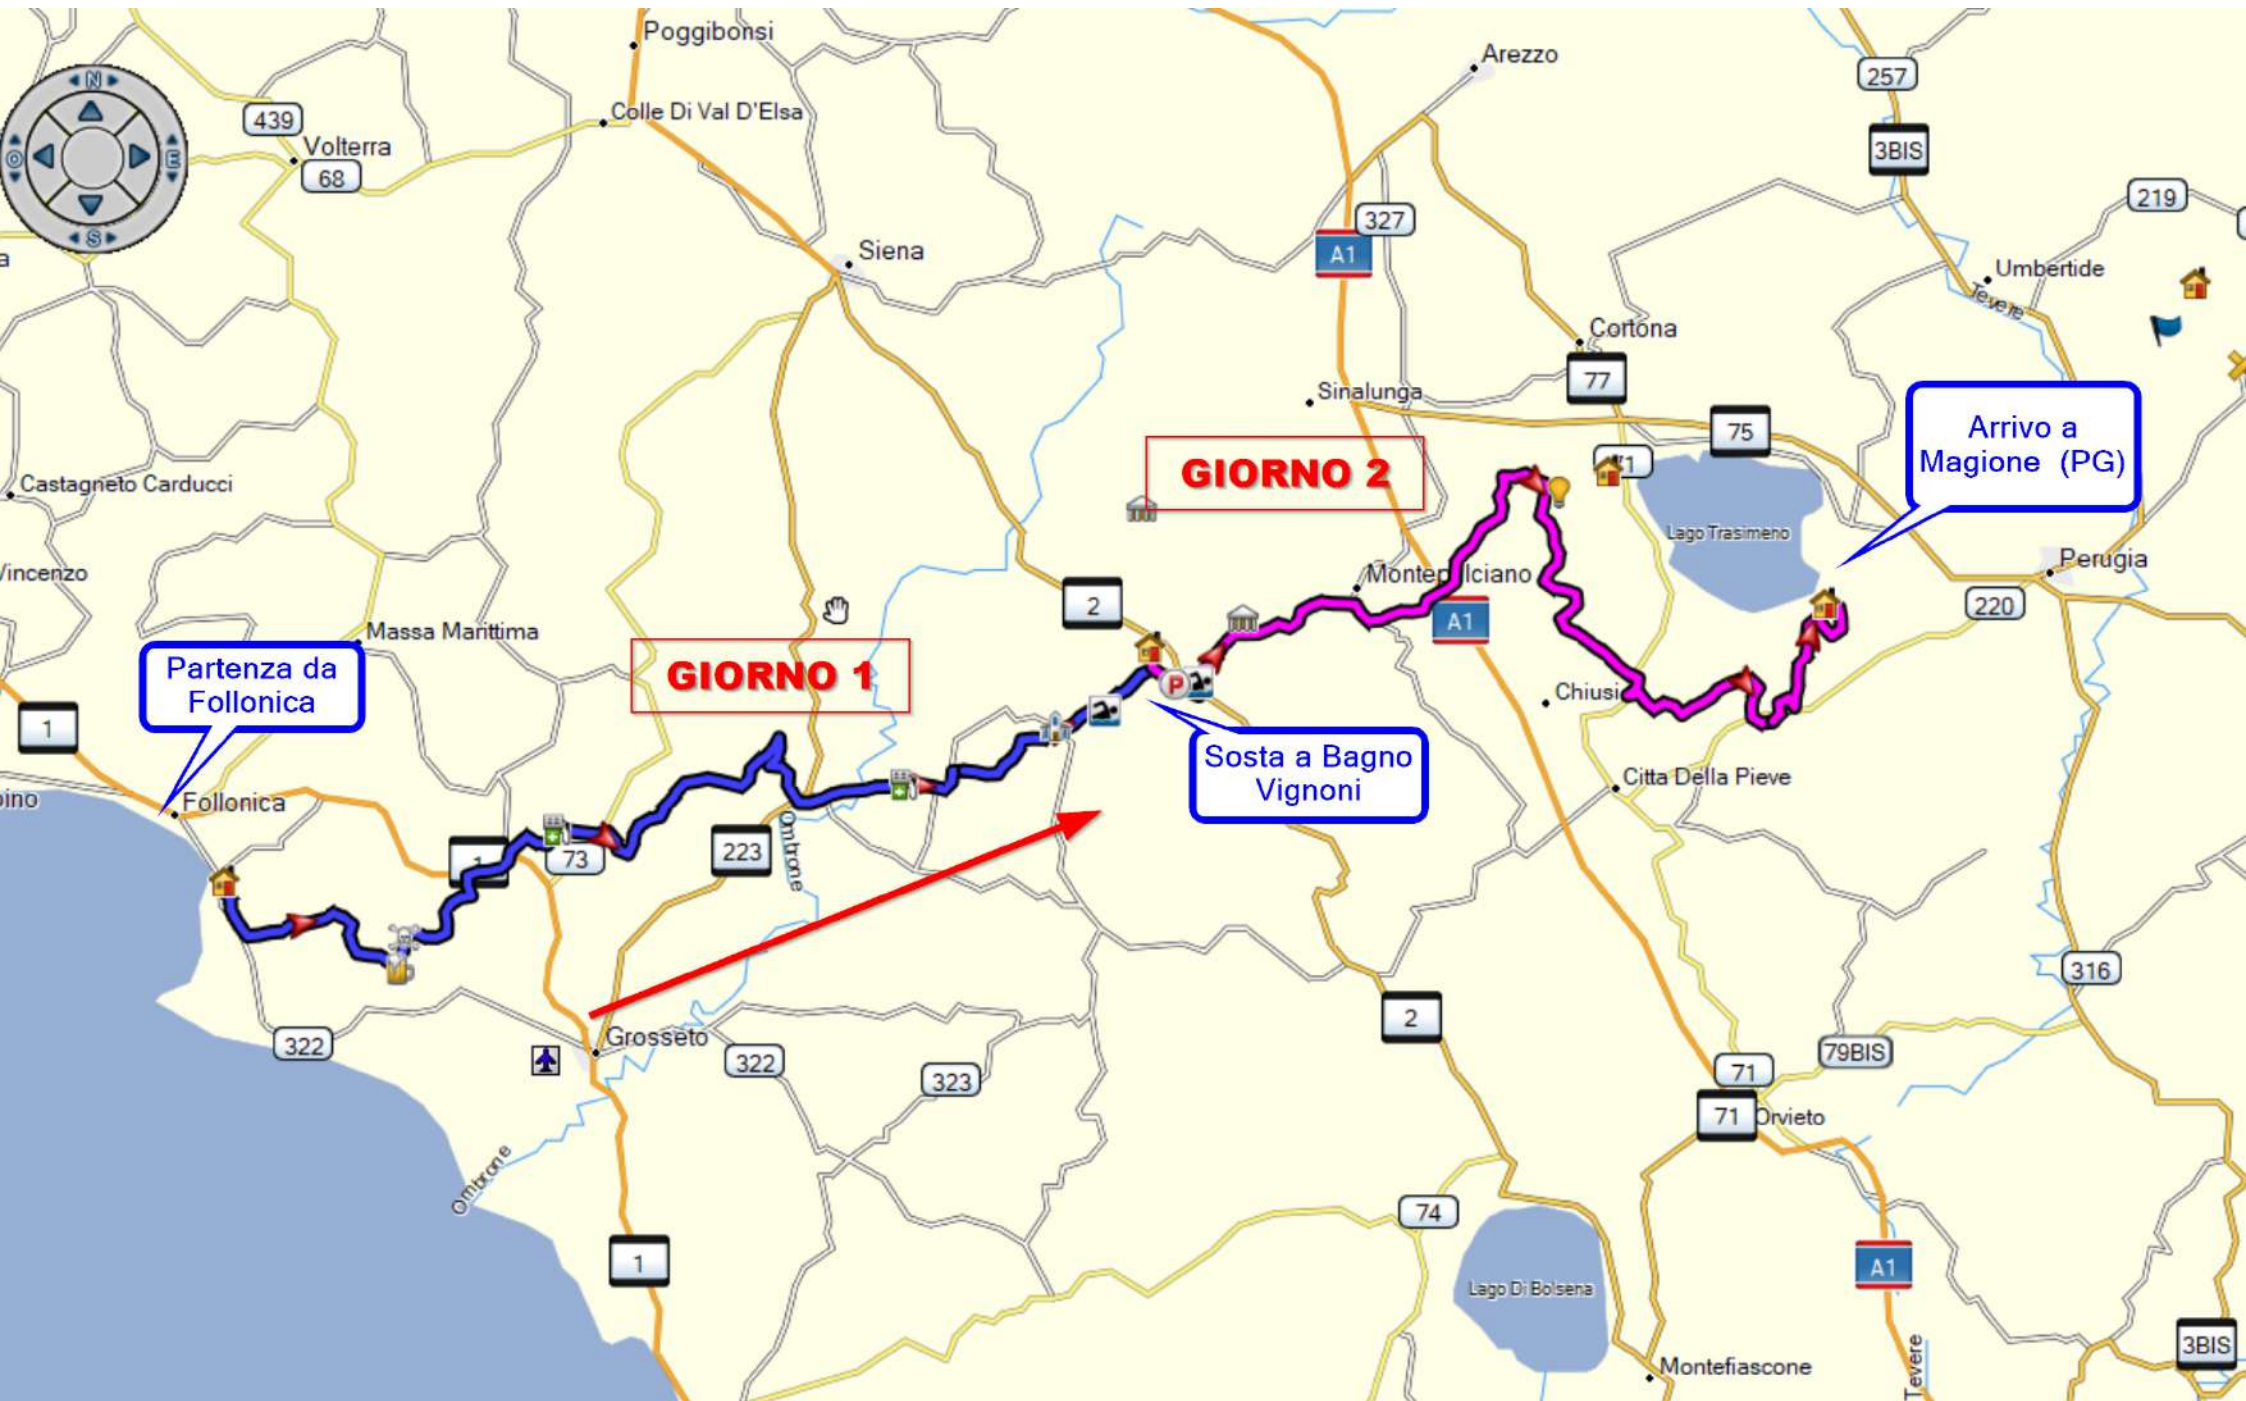 Poggibonsi
Arezzo
257
439
Colle Di Val D'Elsa
N
Volterra
3BIS
O
E
68
219
327
S
Siena
A1
Umbertide
a
Tevere
Cortona
77
Sinalunga
Arrivo a
Magione (PG)
75
GIORNO 2
Castagneto Carducci
Lago Trasimeno
Perugia
Vincenzo
Montepulciano
2
220
A1
Massa Marittima
Partenza da
Follonica
GIORNO 1
P
Chiusi
1
Sosta a Bagno
Vignoni
Citta Della Pieve
Follonica
Ombrone
223
73
1
316
2
Grosseto
322
322
79BIS
323
71
71
Orvieto
Ombrone
74
1
A1
Lago Di Bolsena
3BIS
Montefiascone
Tevere